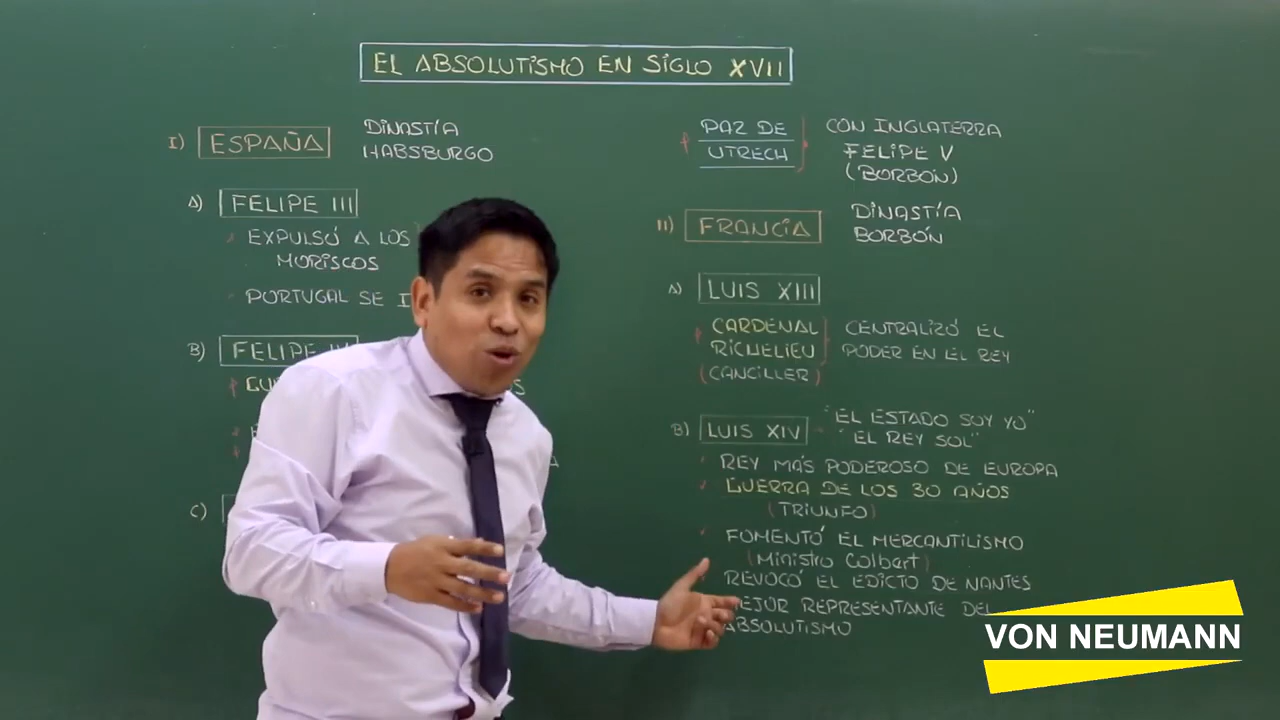 EL ABSOLUTISMO EN SIGLO XVII
I) ESPAÑA
DINASTÍA
HABSBURGO
A) FELIPE III
EXPULSÓ A LOS
MORISCOS
PORTUGAL SE I
B) FELIPE
C)
PAZ DE
UTRECH
CON INGLATERRA
FELIPE V
(BORBÓN)
II) FRANCIA
DINASTÍA
BORBÓN
A) LUIS XIII
CARDENAL
RICHELIEU
(CANCILLER)
CENTRALIZÓ EL
PODER EN EL REY
B) LUIS XIV
"EL ESTADO SOY YO"
"EL REY SOL"
REY MÁS PODEROSO DE EUROPA
GUERRA DE LOS 30 AÑOS
(TRIUNFO)
FOMENTÓ EL MERCANTILISMO
(Ministro Colbert)
REVOCÓ EL EDICTO DE NANTES
MEJOR REPRESENTANTE DEL
ABSOLUTISMO
VON NEUMANN